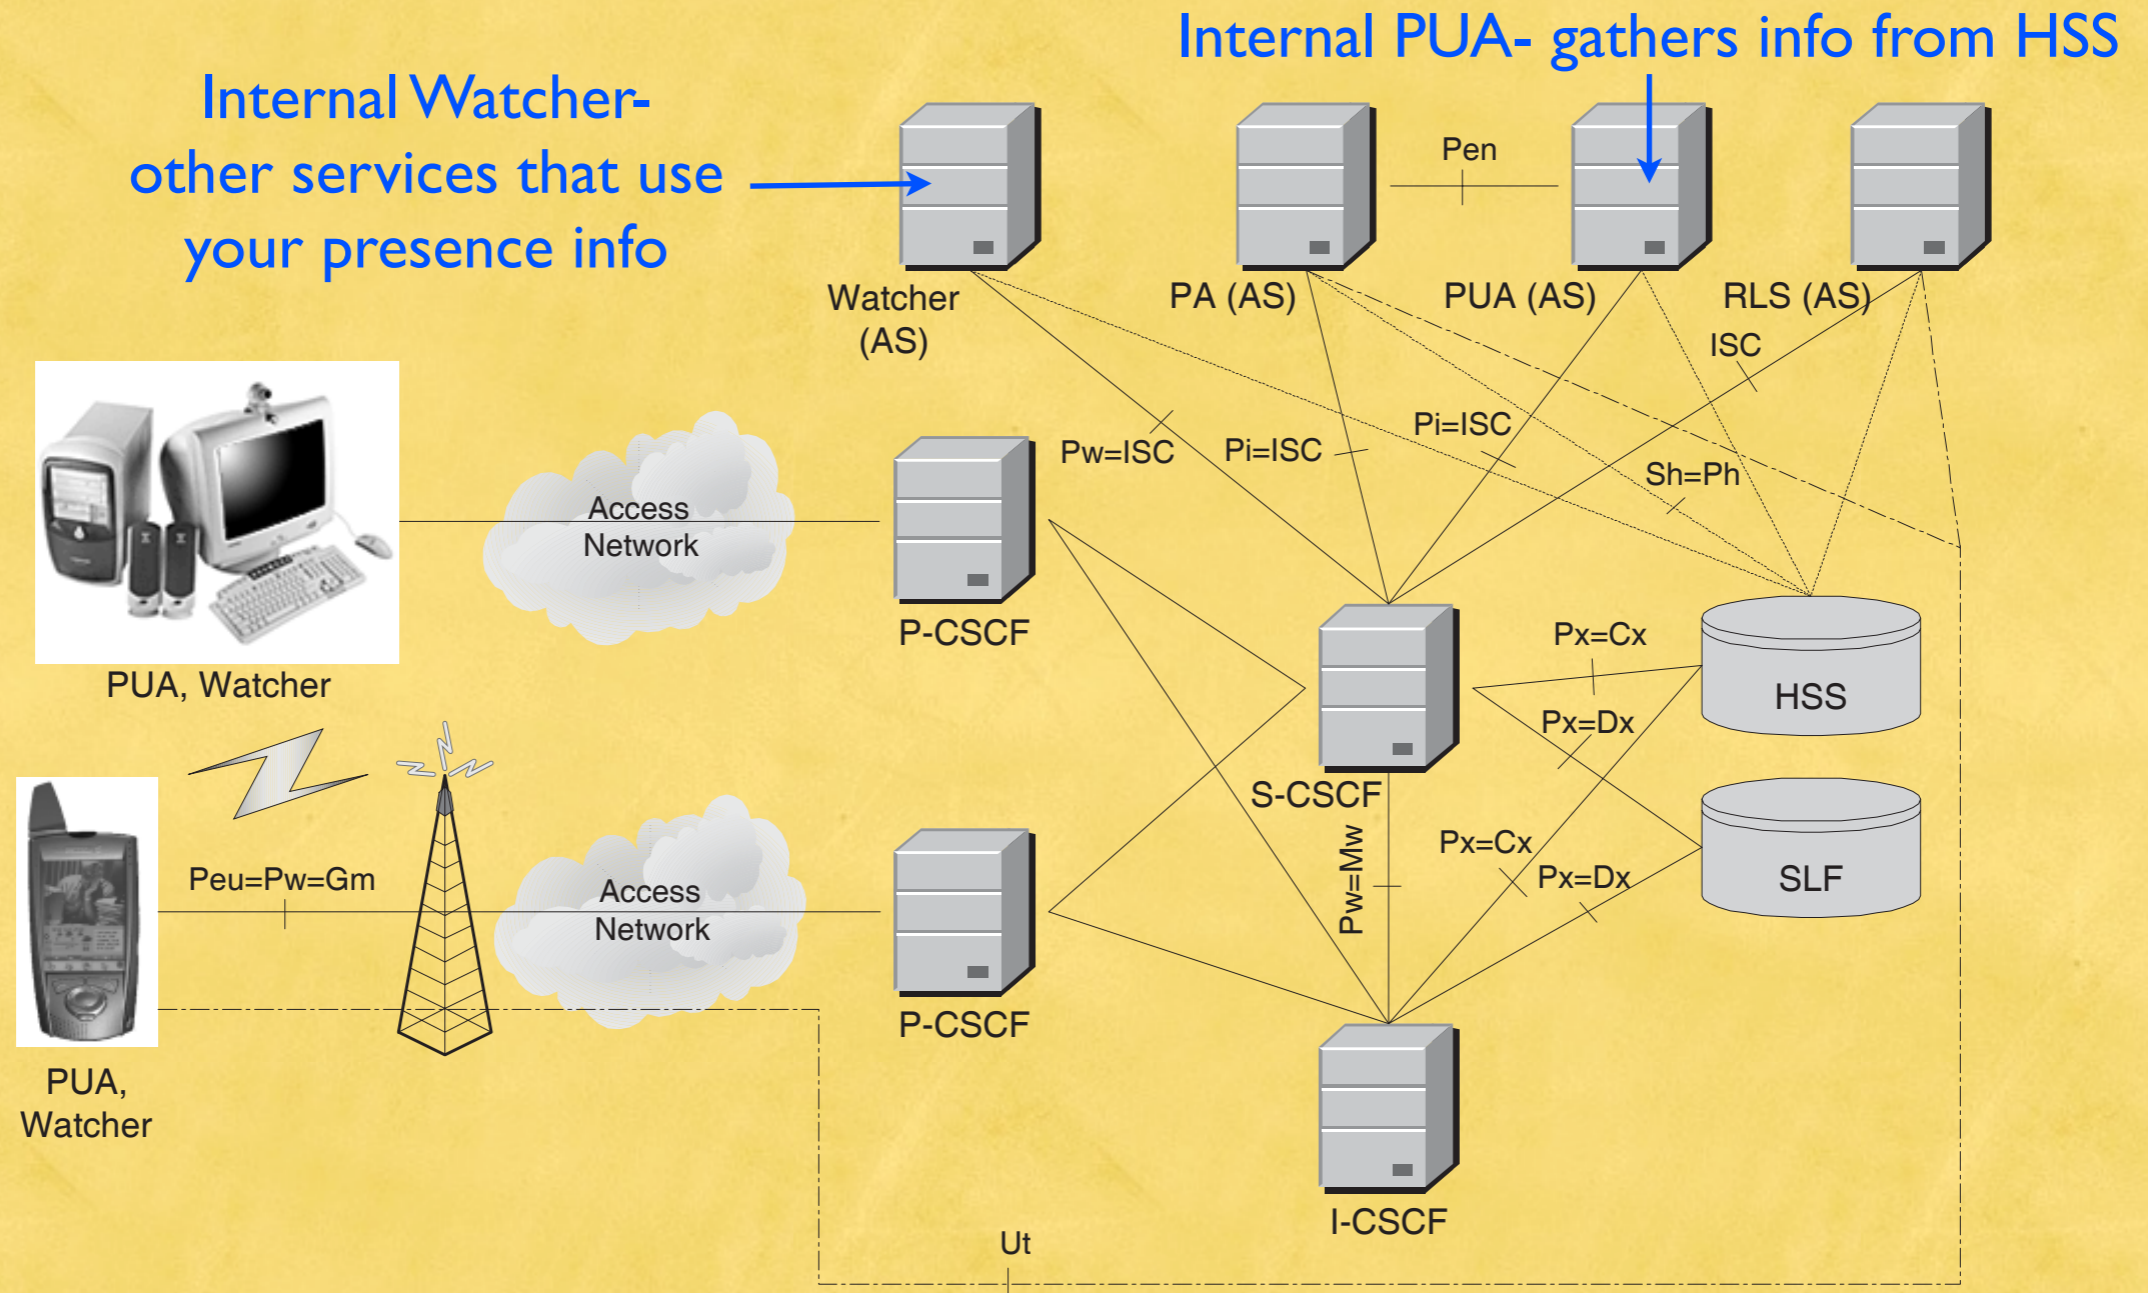 Internal PUA- gathers info from HSS
Internal Watcher-
other services that use
your presence info
Pen
Watcher
(AS)
PA (AS)
PUA (AS)
RLS (AS)
ISC
Pw=ISC
Pi=ISC
Pi=ISC
Sh=Ph
Access
Network
P-CSCF
PUA, Watcher
Px=Cx
HSS
Px=Dx
S-CSCF
Pw=Mw
Px=Cx
Px=Dx
SLF
Peu=Pw=Gm
Access
Network
P-CSCF
PUA,
Watcher
I-CSCF
Ut